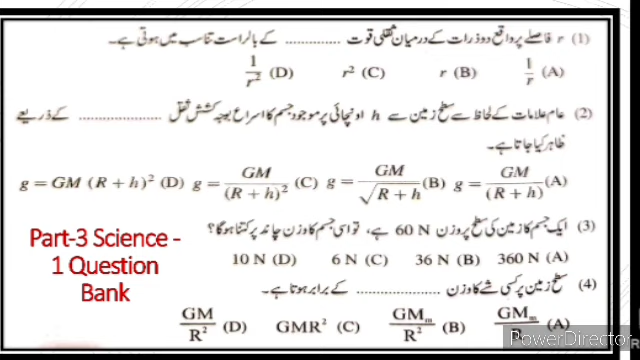 (1) r فاصلے پر واقع دو ذرات کے درمیان ثقلی قوت ............ کے بالراست تناسب میں ہوتی ہے۔
(A) 1/r (B) r (C) r² (D) 1/r²
(2) عام علامات کے لحاظ سے سطح زمین سے h اونچائی پر موجود جسم کا اسراع بوجہ کشش ثقل ............ کے ذریعے
ظاہر کیا جاتا ہے۔
(A) g = GM/(R + h) (B) g = GM/√R + h (C) g = GM/(R + h)² (D) g = GM (R + h)²
(3) ایک جسم کا زمین کی سطح پر وزن 60 N ہے، تو اسی جسم کا وزن چاند پر کتنا ہوگا؟
(A) 360 N (B) 36 N (C) 6 N (D) 10 N
(4) سطح زمین پر کسی شے کا وزن ............ کے برابر ہوتا ہے۔
(A) GMₘ/R (B) GMₘ/R² (C) GMR² (D) GM/R²
Part-3 Science -
1 Question
Bank
PowerDirector